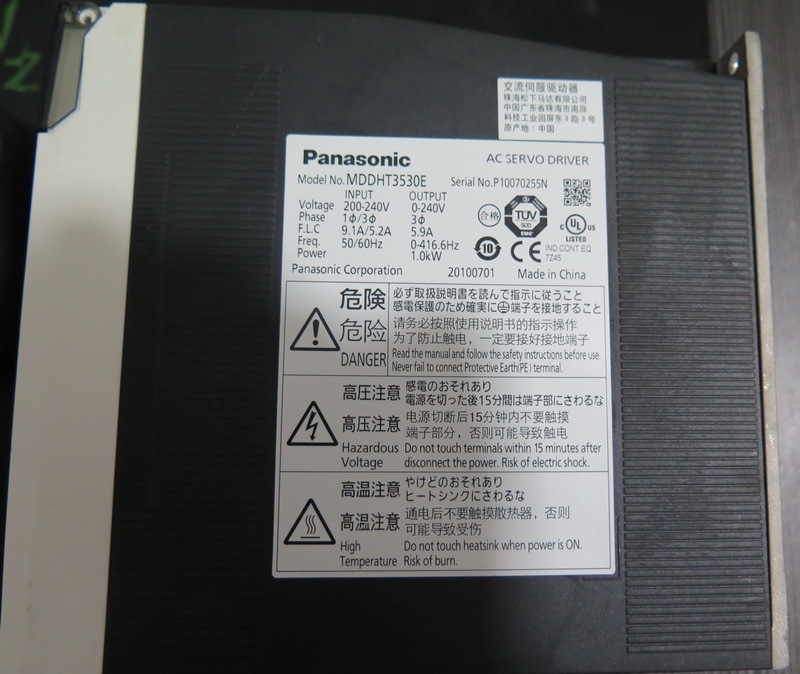 交流伺服驱动器
珠海松下马达有限公司
中国广东省珠海市南屏
科技工业园屏东3路3号
原产地: 中国
Panasonic AC SERVO DRIVER
Model No. MDDHT3530E Serial No. P10070255N
INPUT OUTPUT
Voltage 200-240V 0-240V
Phase 1ϕ/3ϕ 3ϕ
F.L.C 9.1A/5.2A 5.9A
Freq. 50/60Hz 0-416.6Hz
Power 1.0kW
合格
TÜV
SÜD
C UL US
LISTED
10
CE
IND.CONT.EQ.
7Z45
Panasonic Corporation 20100701 Made in China
危険 必ず取扱説明書を読んで指示に従うこと
感電保護のため確実に⏚端子を接地すること
危险 请务必按照使用说明书的指示操作
为了防止触电，一定要接好接地端子
DANGER Read the manual and follow the safety instructions before use.
Never fail to connect Protective Earth(PE) terminal.
高圧注意 感電のおそれあり
電源を切った後15分間は端子部にさわるな
高压注意 电源切断后15分钟内不要触摸
端子部分，否则可能导致触电
Hazardous Do not touch terminals within 15 minutes after
Voltage disconnect the power. Risk of electric shock.
高温注意 やけどのおそれあり
ヒートシンクにさわるな
高温注意 通电后不要触摸散热器，否则
可能导致受伤
High Do not touch heatsink when power is ON.
Temperature Risk of burn.